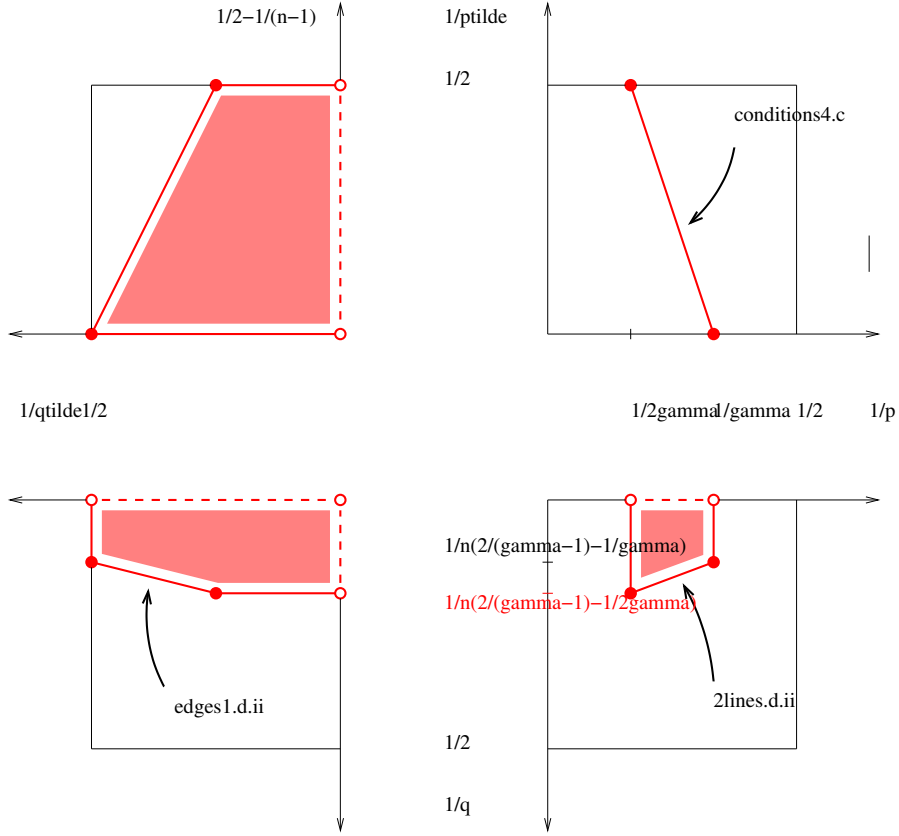 1/2−1/(n−1)
1/ptilde
1/2
conditions4.c
1/qtilde1/2
1/2gamma1/gamma 1/2
1/p
1/n(2/(gamma−1)−1/gamma)
1/n(2/(gamma−1)−1/2gamma)
edges1.d.ii
2lines.d.ii
1/2
1/q